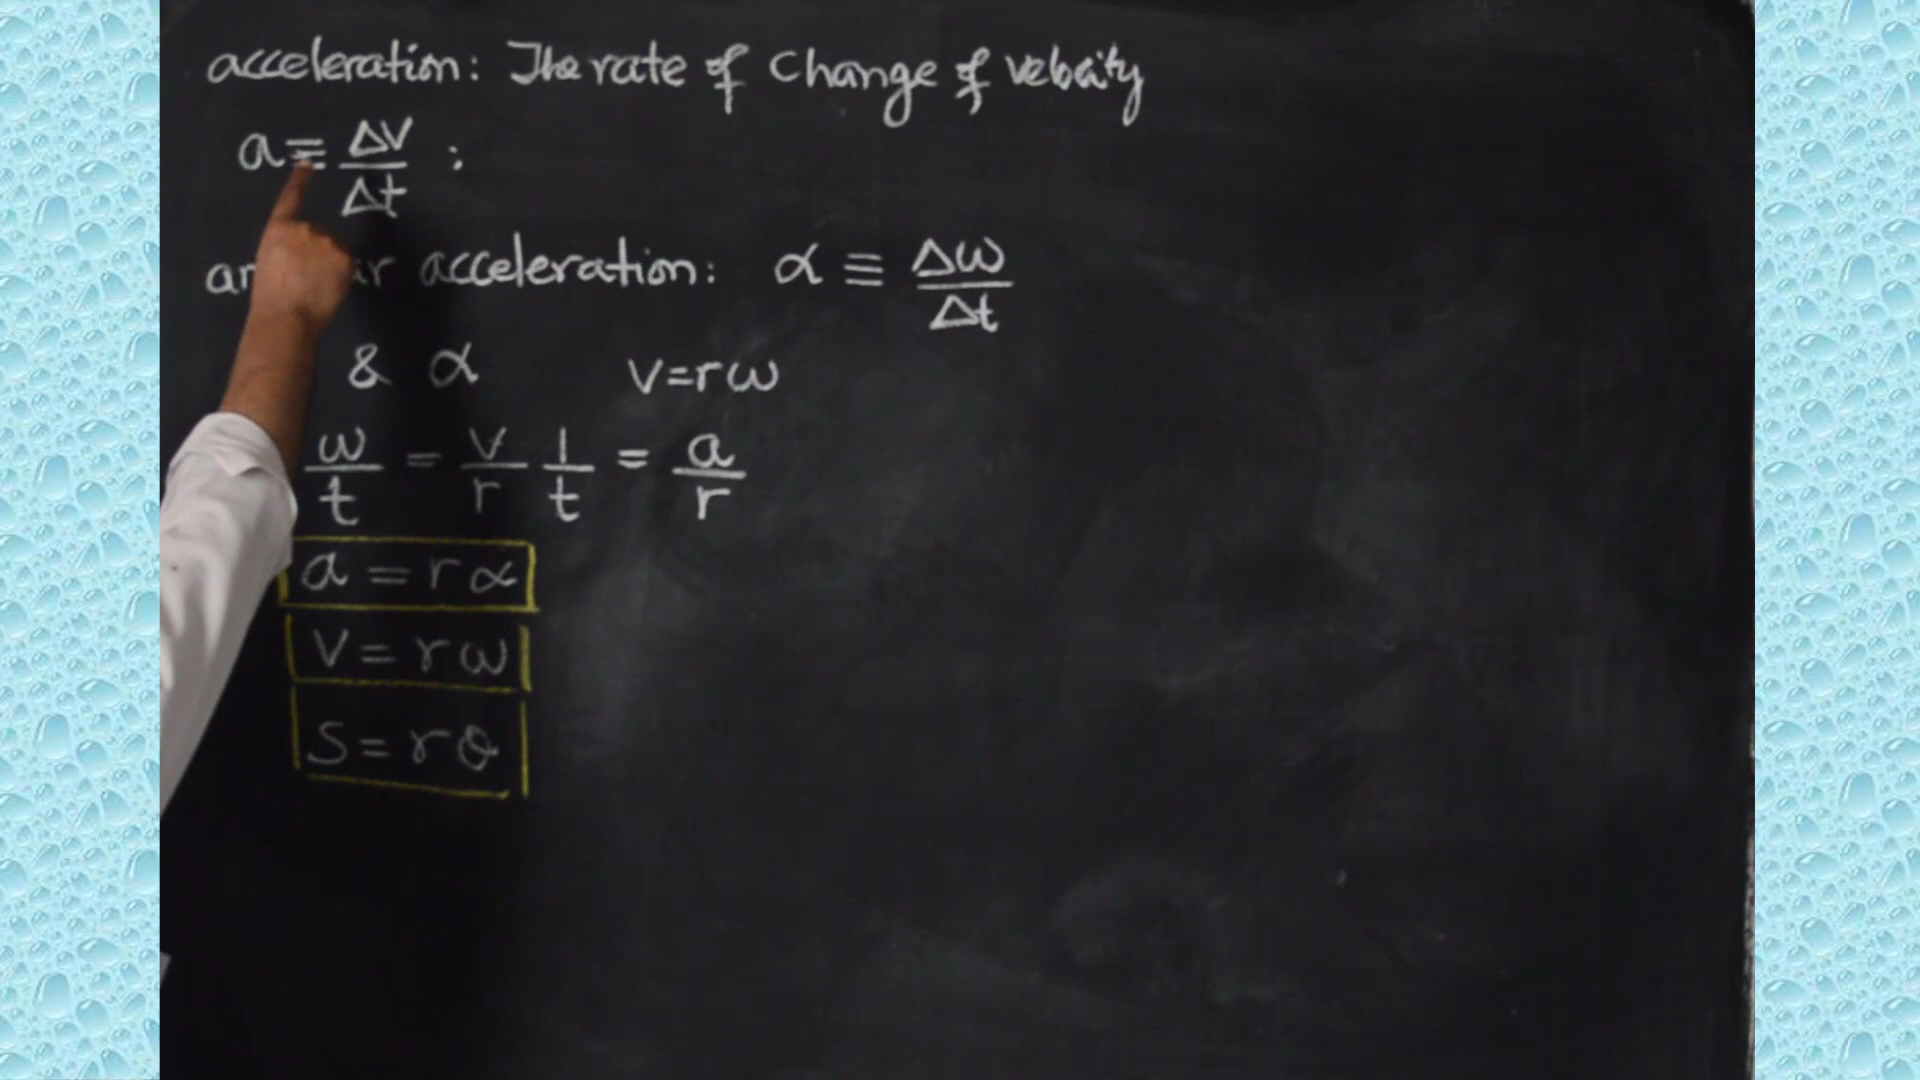 acceleration: The rate of change of velocity
a ≡ Δv/Δt :
acceleration: α ≡ Δω/Δt
& α v=rω
ω/t = v/r 1/t = a/r
a = rα
v = rω
S = rθ